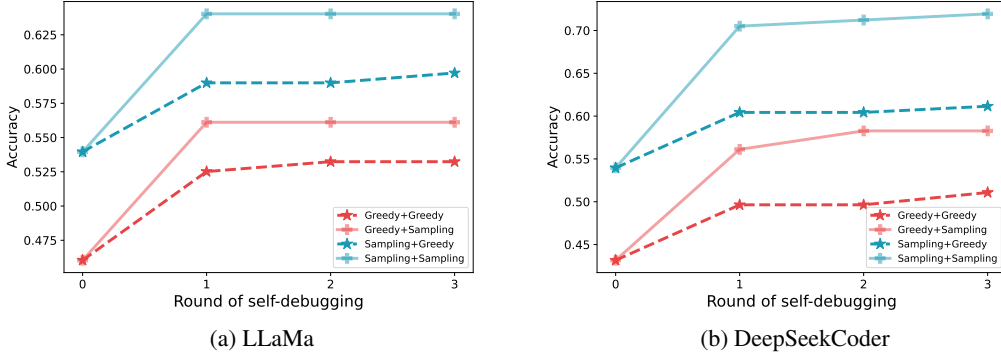 0.625
0.600
0.575
0.550
0.525
0.500
0.475
Accuracy
0 1 2 3
Round of self-debugging
Greedy+Greedy
Greedy+Sampling
Sampling+Greedy
Sampling+Sampling
(a) LLaMa
0.70
0.65
0.60
0.55
0.50
0.45
Accuracy
0 1 2 3
Round of self-debugging
Greedy+Greedy
Greedy+Sampling
Sampling+Greedy
Sampling+Sampling
(b) DeepSeekCoder